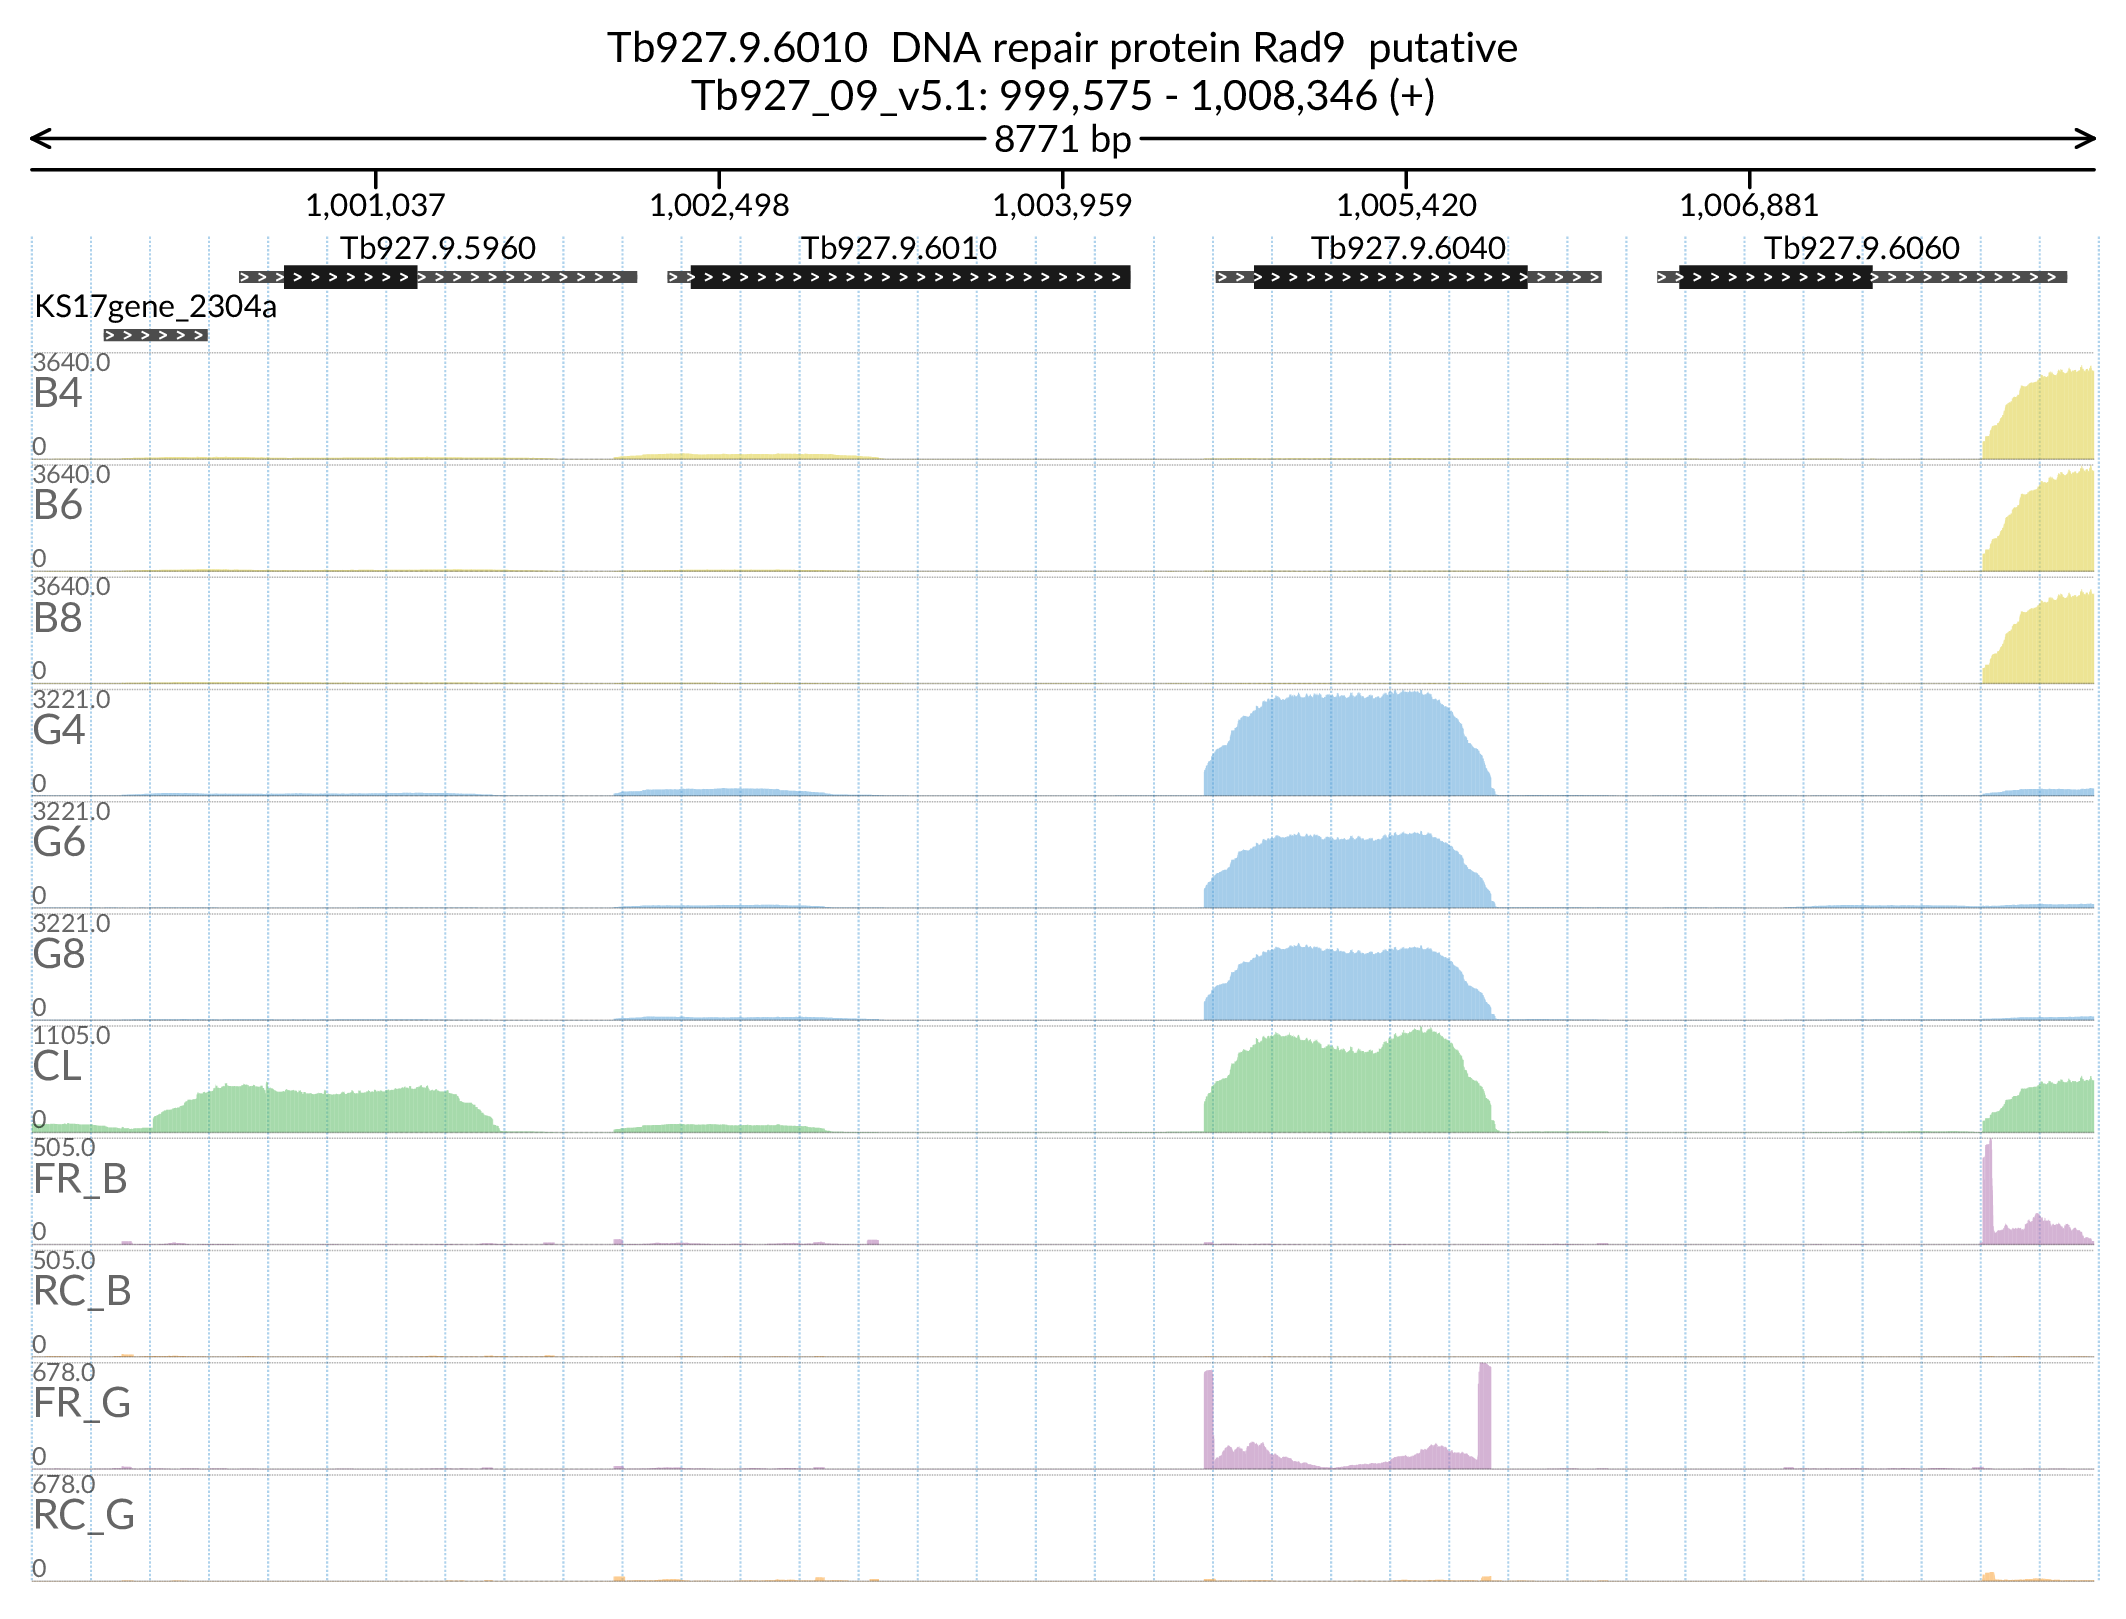 Tb927.9.6010  DNA repair protein Rad9  putative
Tb927_09_v5.1: 999,575 - 1,008,346 (+)
8771 bp
1,001,037 1,002,498 1,003,959 1,005,420 1,006,881
Tb927.9.5960 Tb927.9.6010 Tb927.9.6040 Tb927.9.6060
KS17gene_2304a
3640.0
B4
0
3640.0
B6
0
3640.0
B8
0
3221.0
G4
0
3221.0
G6
0
3221.0
G8
0
1105.0
CL
0
505.0
FR_B
0
505.0
RC_B
0
678.0
FR_G
0
678.0
RC_G
0